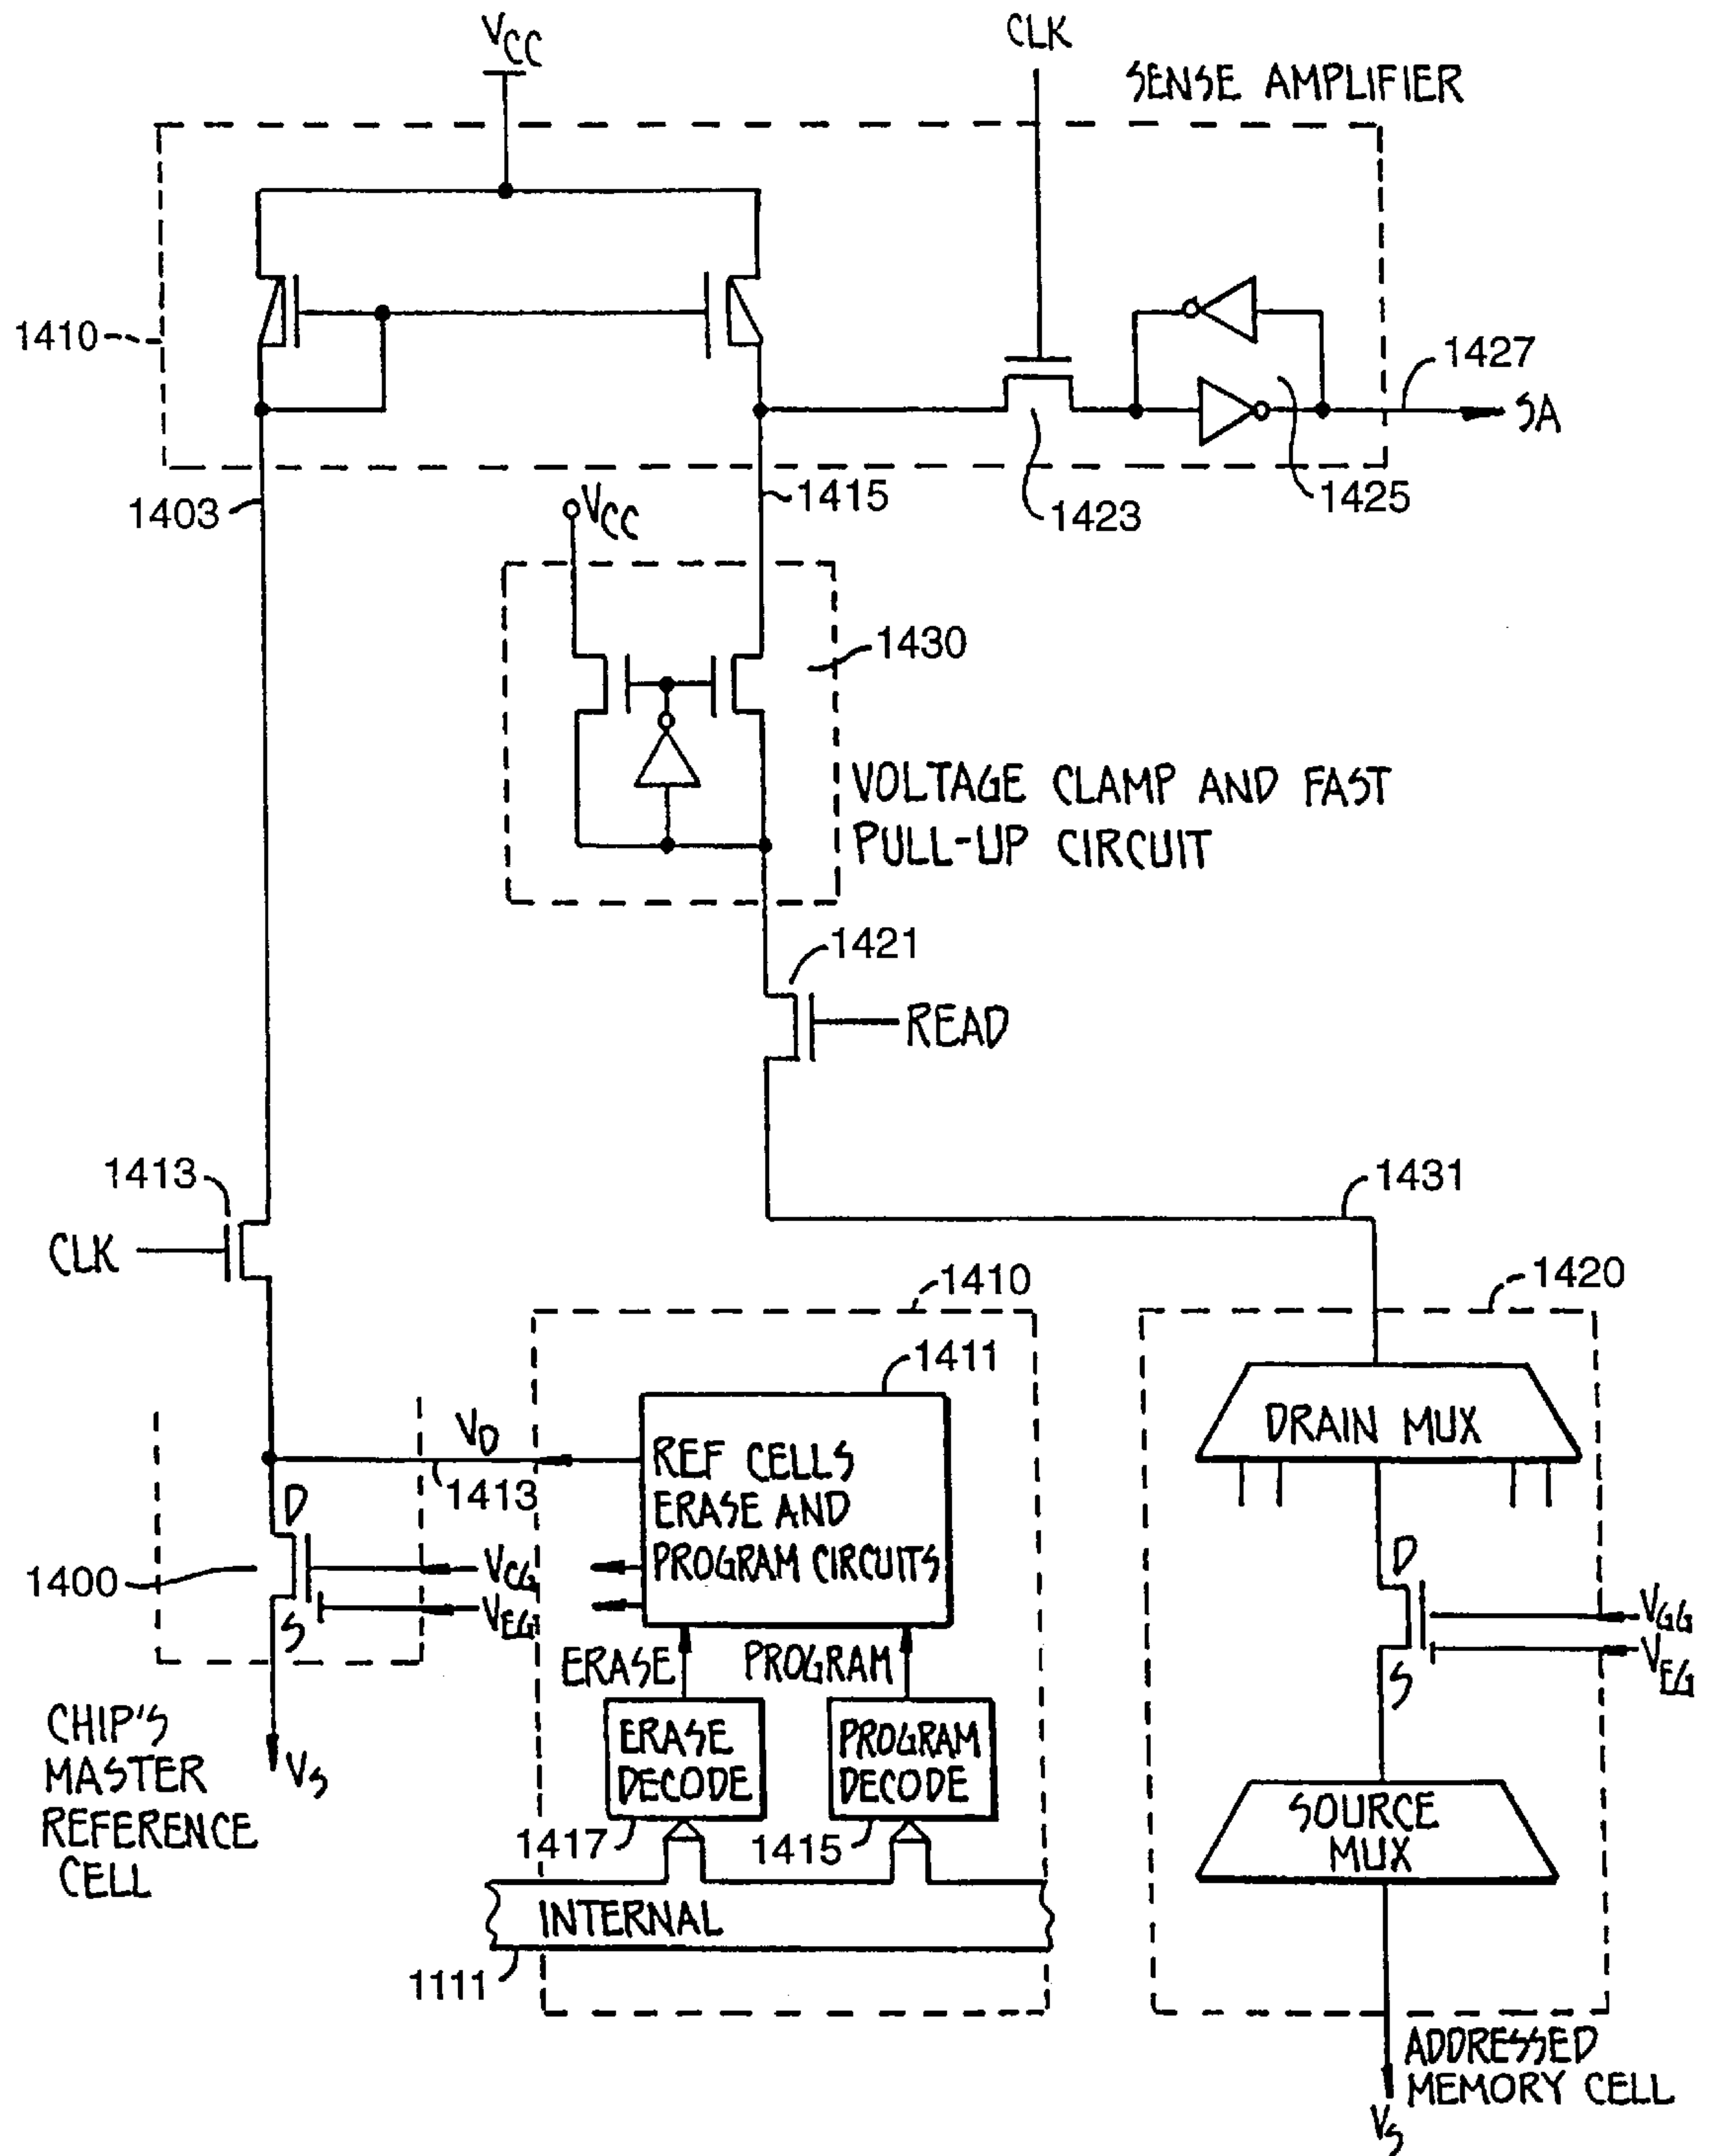 VCC
CLK
SENSE AMPLIFIER
1410
1427
SA
1403
1415
1423
1425
VCC
1430
VOLTAGE CLAMP AND FAST
PULL-UP CIRCUIT
1421
READ
1413
1431
CLK
1410
1420
1411
VD
1413
REF CELLS
ERASE AND
PROGRAM CIRCUITS
DRAIN MUX
D
1400
VCG
VEG
S
D
VGG
S
VEG
ERASE
PROGRAM
CHIP'S
MASTER
REFERENCE
CELL
VS
ERASE
DECODE
PROGRAM
DECODE
1417
1415
SOURCE
MUX
INTERNAL
1111
ADDRESSED
MEMORY CELL
VS